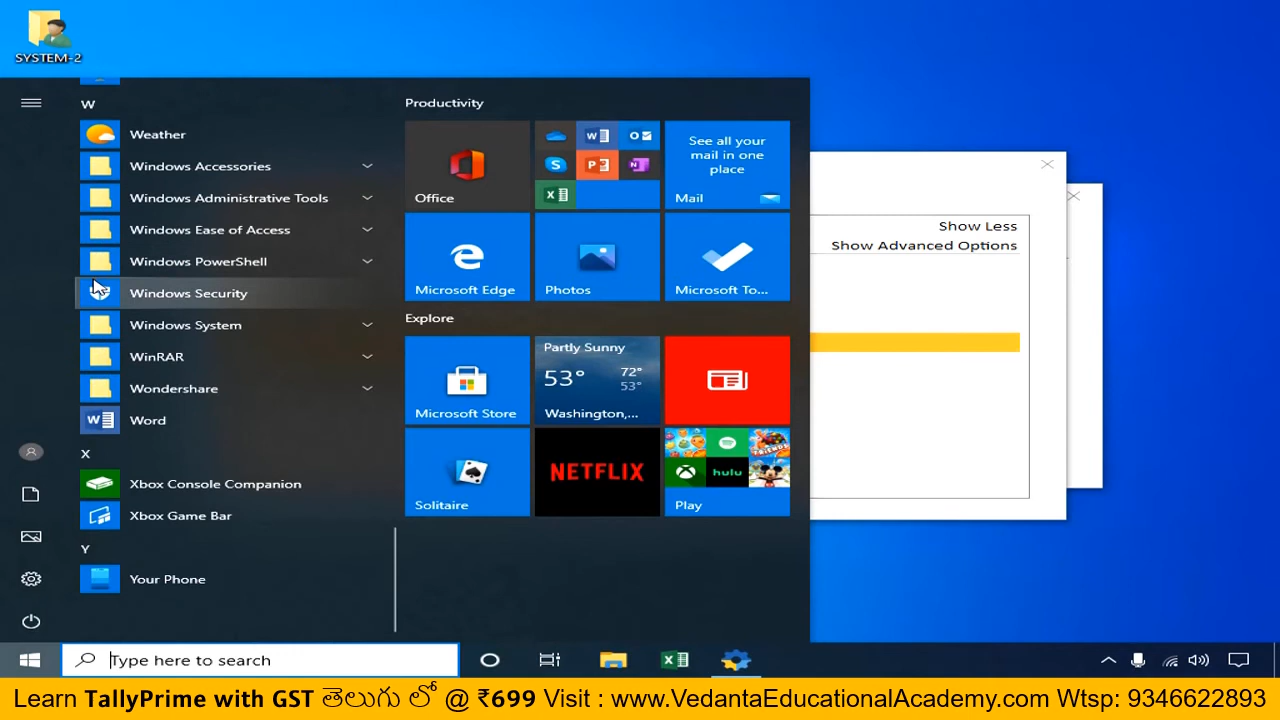 SYSTEM-2
W
Weather
Windows Accessories
Windows Administrative Tools
Windows Ease of Access
Windows PowerShell
Windows Security
Windows System
WinRAR
Wondershare
Word
X
Xbox Console Companion
Xbox Game Bar
Y
Your Phone
Productivity
Office
See all your
mail in one
place
Mail
Microsoft Edge
Photos
Microsoft To...
Explore
Microsoft Store
Partly Sunny
53°
72°
53°
Washington,...
Solitaire
NETFLIX
hulu
Play
Show Less
Show Advanced Options
Type here to search
Learn TallyPrime with GST తెలుగు లో @ ₹699 Visit : www.VedantaEducationalAcademy.com Wtsp: 9346622893